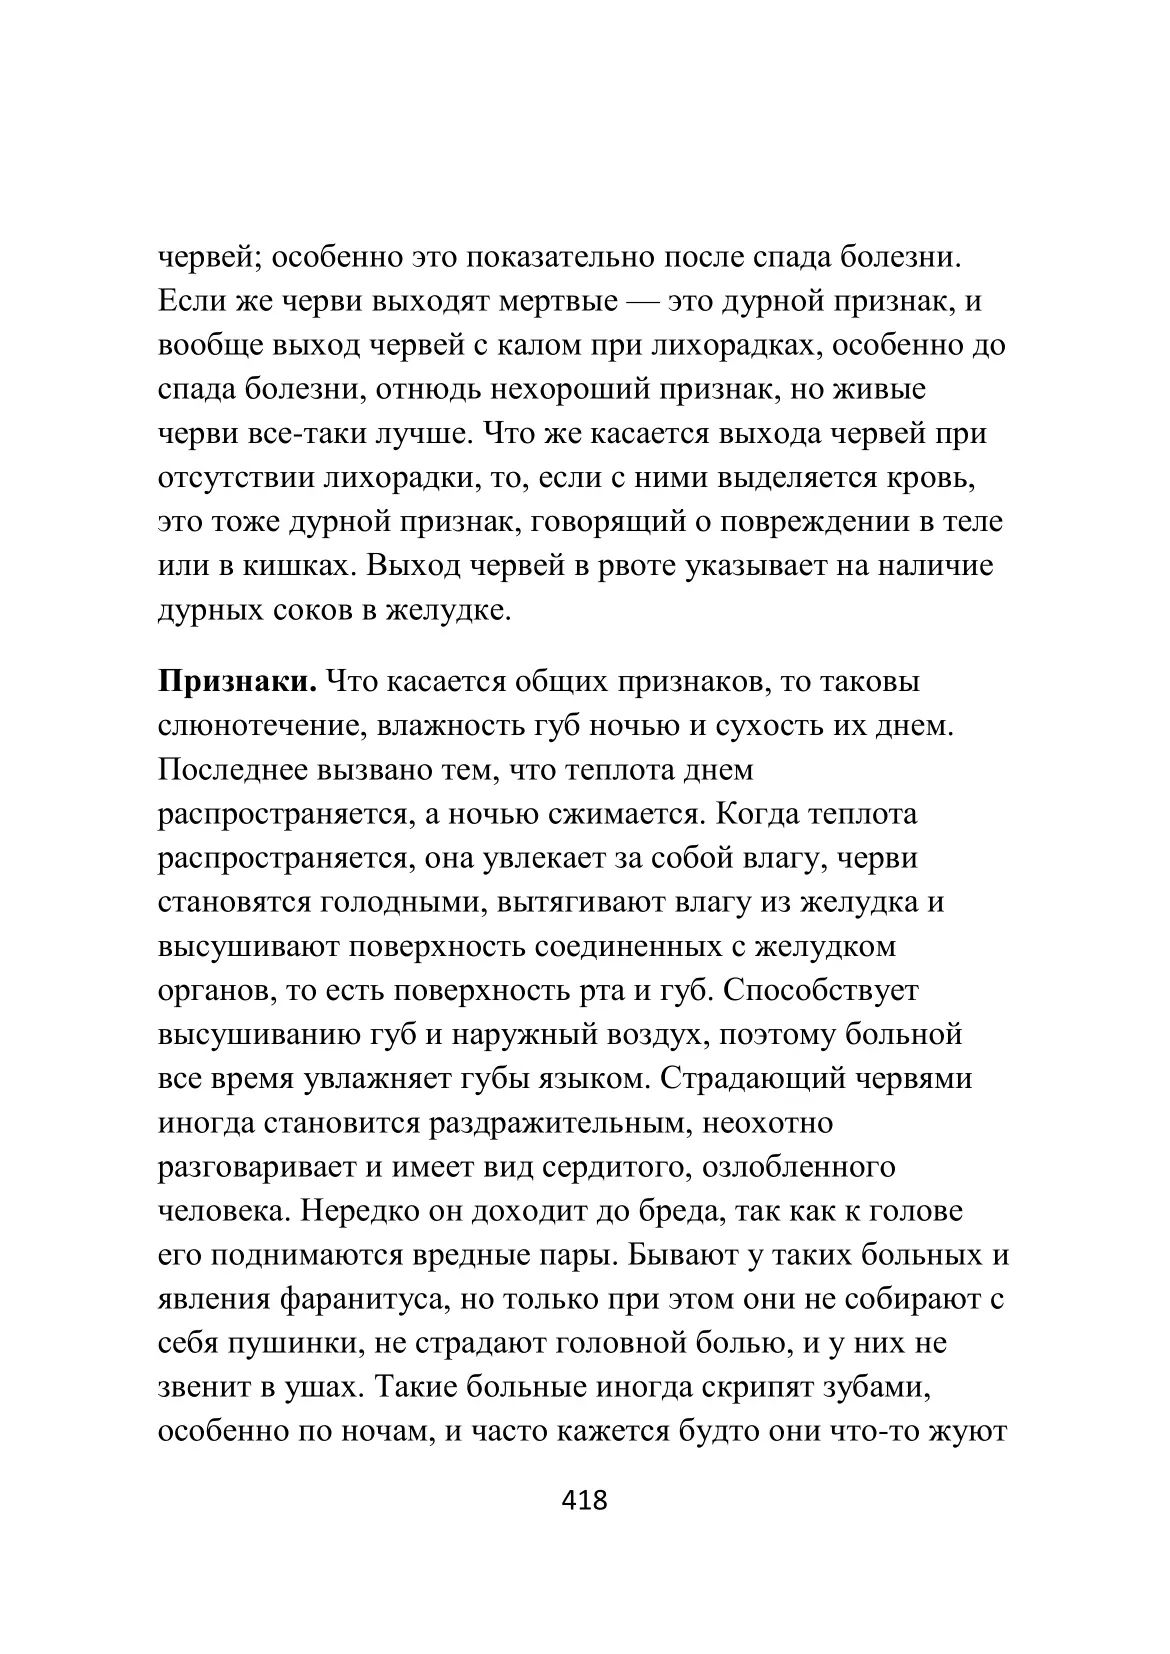 червей; особенно это показательно после спада болезни.
Если же черви выходят мертвые — это дурной признак, и
вообще выход червей с калом при лихорадках, особенно до
спада болезни, отнюдь нехороший признак, но живые
черви все-таки лучше. Что же касается выхода червей при
отсутствии лихорадки, то, если с ними выделяется кровь,
это тоже дурной признак, говорящий о повреждении в теле
или в кишках. Выход червей в рвоте указывает на наличие
дурных соков в желудке.
Признаки. Что касается общих признаков, то таковы
слюнотечение, влажность губ ночью и сухость их днем.
Последнее вызвано тем, что теплота днем
распространяется, а ночью сжимается. Когда теплота
распространяется, она увлекает за собой влагу, черви
становятся голодными, вытягивают влагу из желудка и
высушивают поверхность соединенных с желудком
органов, то есть поверхность рта и губ. Способствует
высушиванию губ и наружный воздух, поэтому больной
все время увлажняет губы языком. Страдающий червями
иногда становится раздражительным, неохотно
разговаривает и имеет вид сердитого, озлобленного
человека. Нередко он доходит до бреда, так как к голове
его поднимаются вредные пары. Бывают у таких больных и
явления фаранитуса, но только при этом они не собирают с
себя пушинки, не страдают головной болью, и у них не
звенит в ушах. Такие больные иногда скрипят зубами,
особенно по ночам, и часто кажется будто они что-то жуют
418